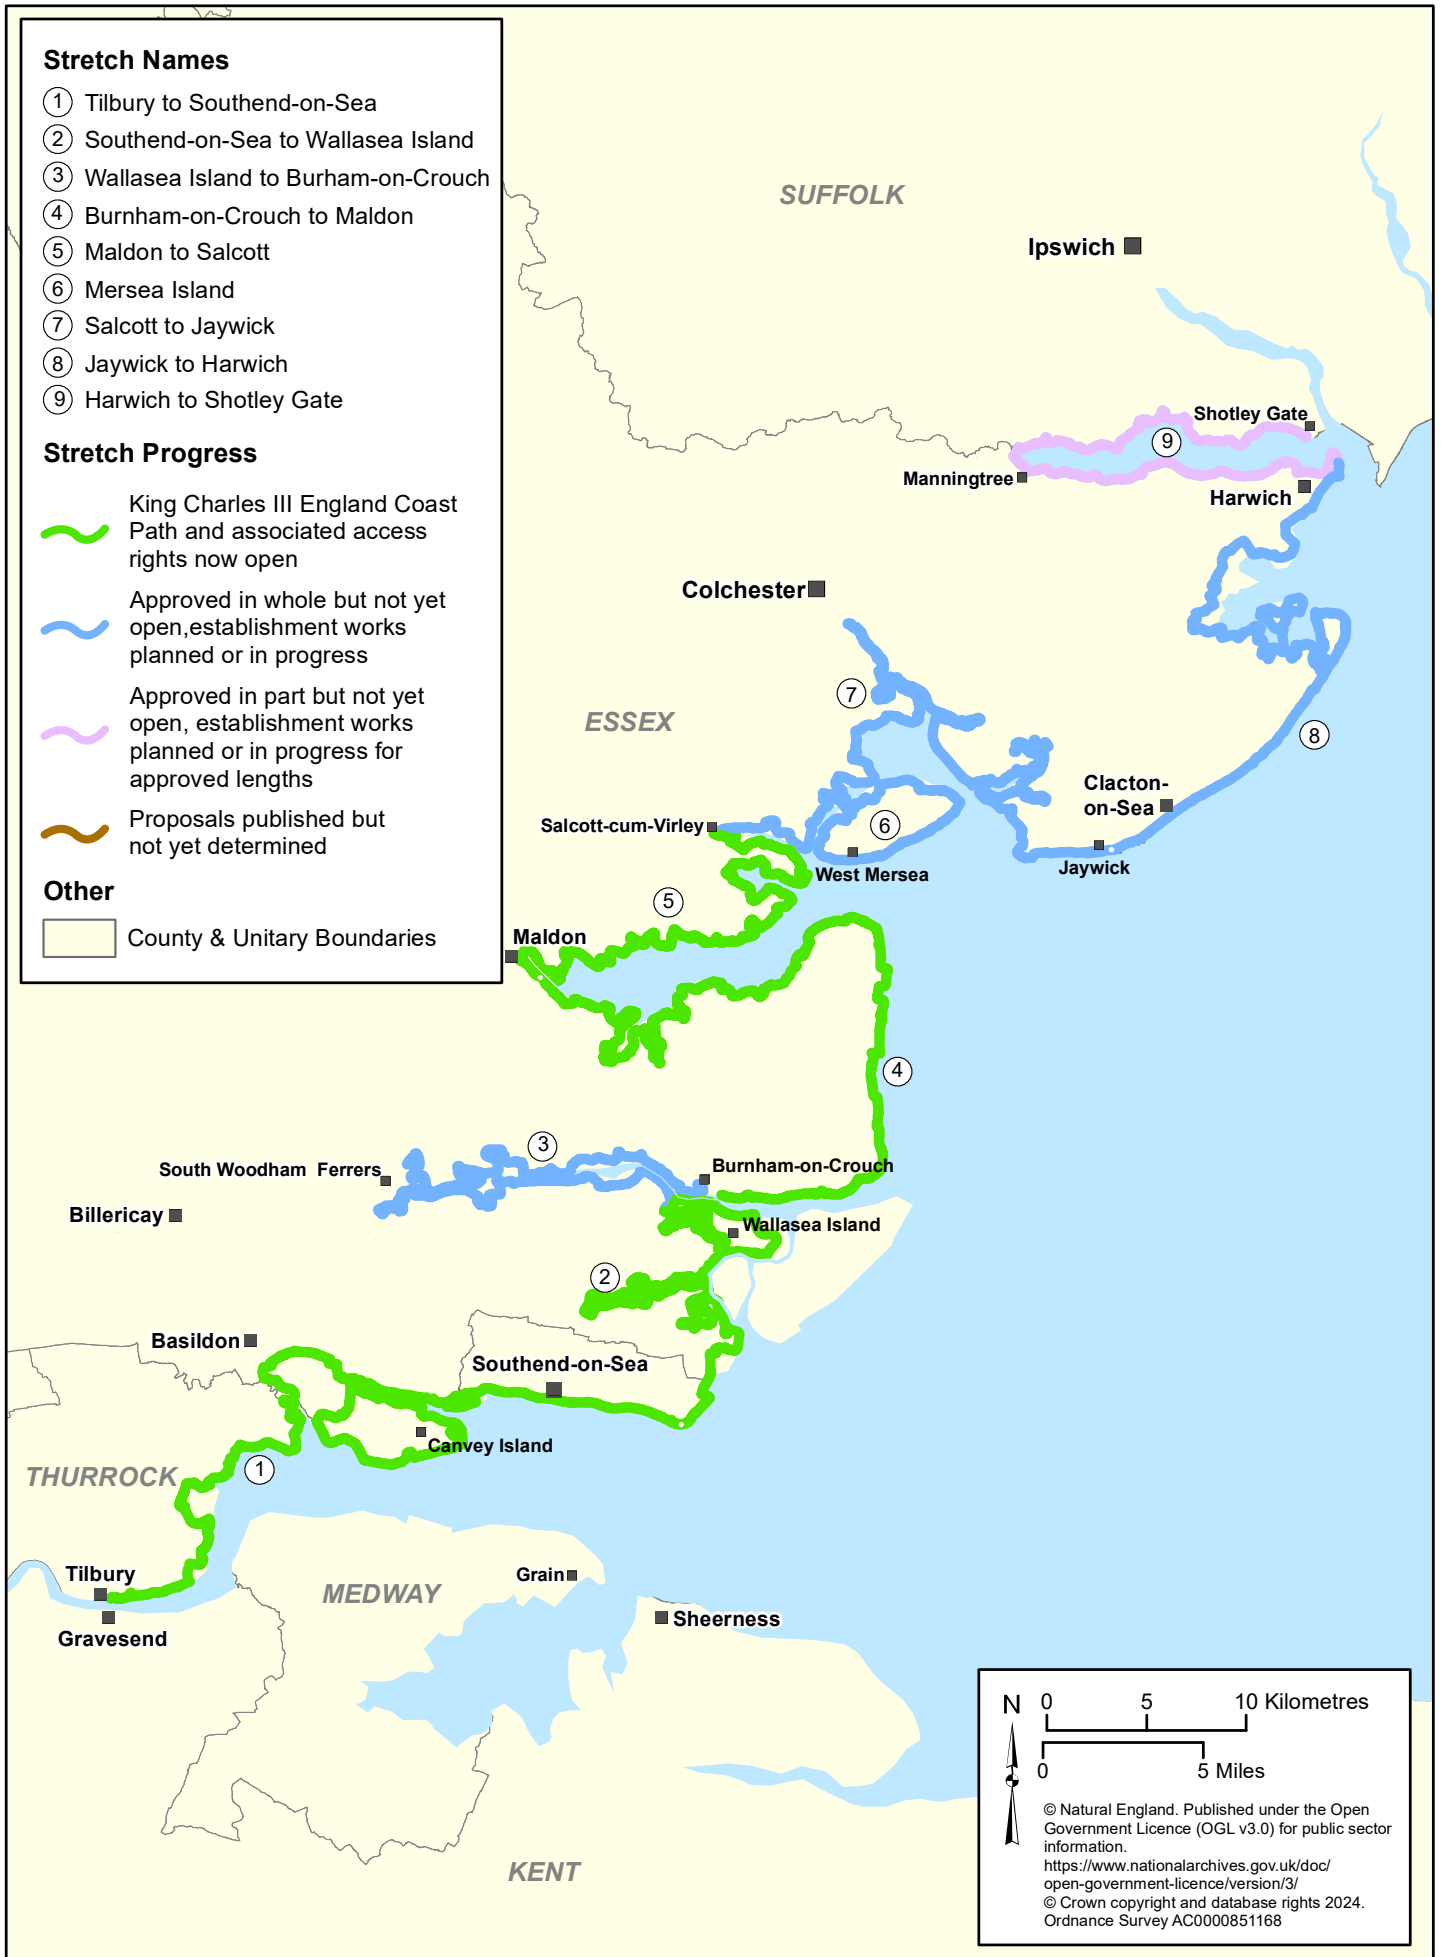 Stretch Names
1 Tilbury to Southend-on-Sea
2 Southend-on-Sea to Wallasea Island
3 Wallasea Island to Burham-on-Crouch
4 Burnham-on-Crouch to Maldon
5 Maldon to Salcott
6 Mersea Island
7 Salcott to Jaywick
8 Jaywick to Harwich
9 Harwich to Shotley Gate
Stretch Progress
King Charles III England Coast
Path and associated access
rights now open
Approved in whole but not yet
open,establishment works
planned or in progress
Approved in part but not yet
open, establishment works
planned or in progress for
approved lengths
Proposals published but
not yet determined
Other
County & Unitary Boundaries
SUFFOLK
Ipswich
Shotley Gate
9
Manningtree
Harwich
Colchester
7
ESSEX
8
Clacton-
on-Sea
Salcott-cum-Virley
6
West Mersea
Jaywick
5
Maldon
4
3
South Woodham Ferrers
Burnham-on-Crouch
Billericay
Wallasea Island
2
Basildon
Southend-on-Sea
Canvey Island
1
THURROCK
Tilbury
Gravesend
MEDWAY
Grain
Sheerness
KENT
N
0 5 10 Kilometres
0 5 Miles
© Natural England. Published under the Open
Government Licence (OGL v3.0) for public sector
information.
https://www.nationalarchives.gov.uk/doc/
open-government-licence/version/3/
© Crown copyright and database rights 2024.
Ordnance Survey AC0000851168